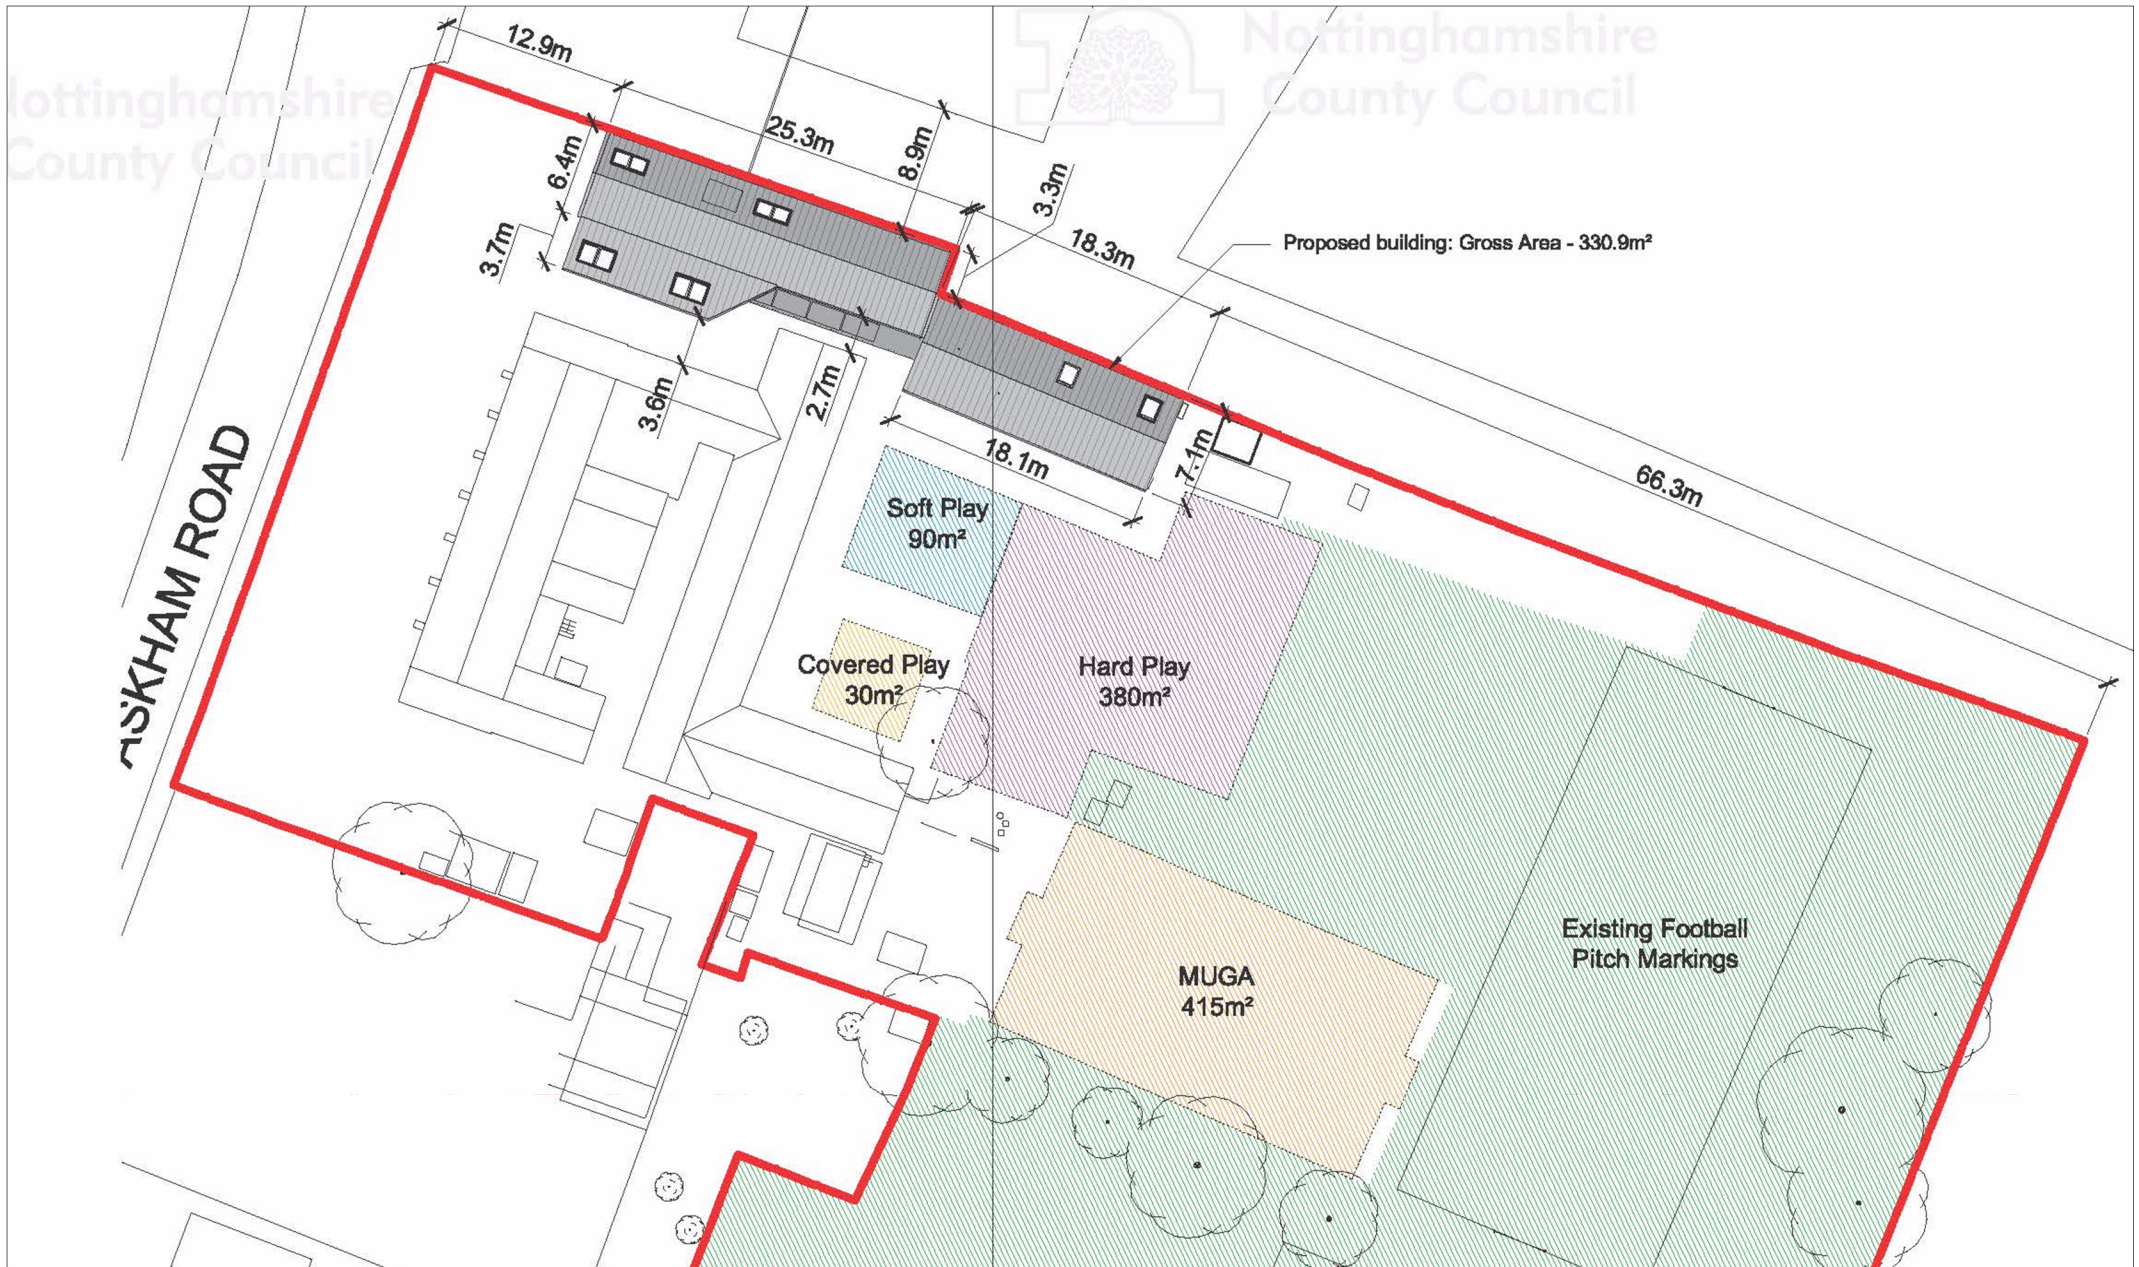 Nottinghamshire
County Council
lottinghamshire
County Council
12.9m
25.3m
8.9m
6.4m
3.7m
3.3m
18.3m
Proposed building: Gross Area - 330.9m²
3.6m
2.7m
18.1m
7.1m
66.3m
ASKHAM ROAD
Soft Play
90m²
Covered Play
30m²
Hard Play
380m²
MUGA
415m²
Existing Football
Pitch Markings